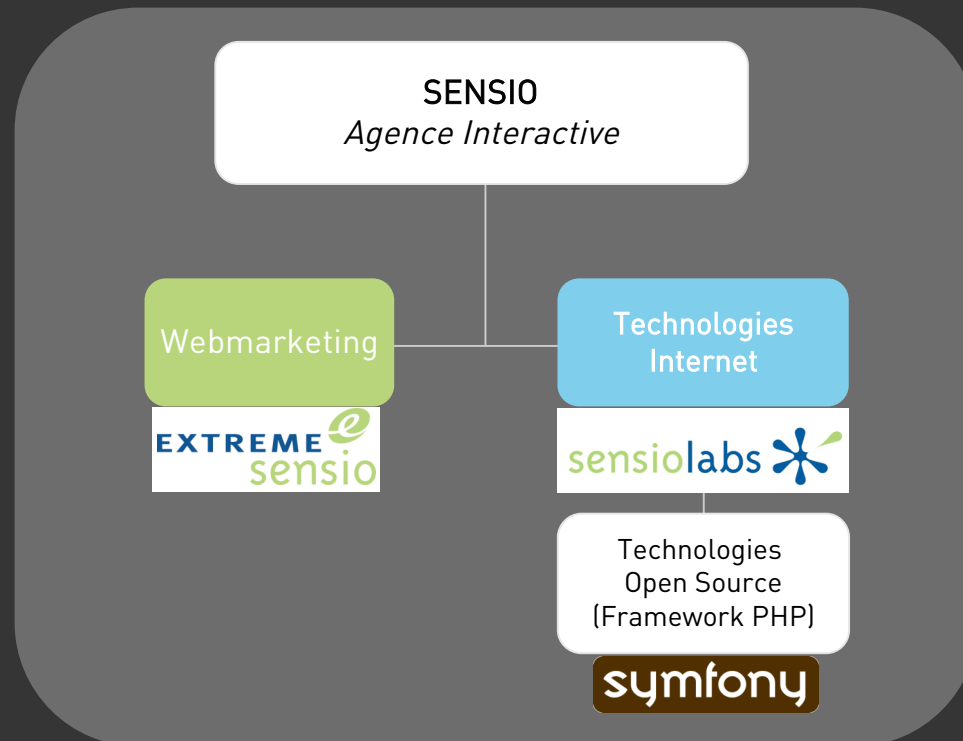 SENSIO
Agence Interactive
Webmarketing
Technologies
Internet
EXTREME e
sensio
sensiolabs
Technologies
Open Source
(Framework PHP)
symfony